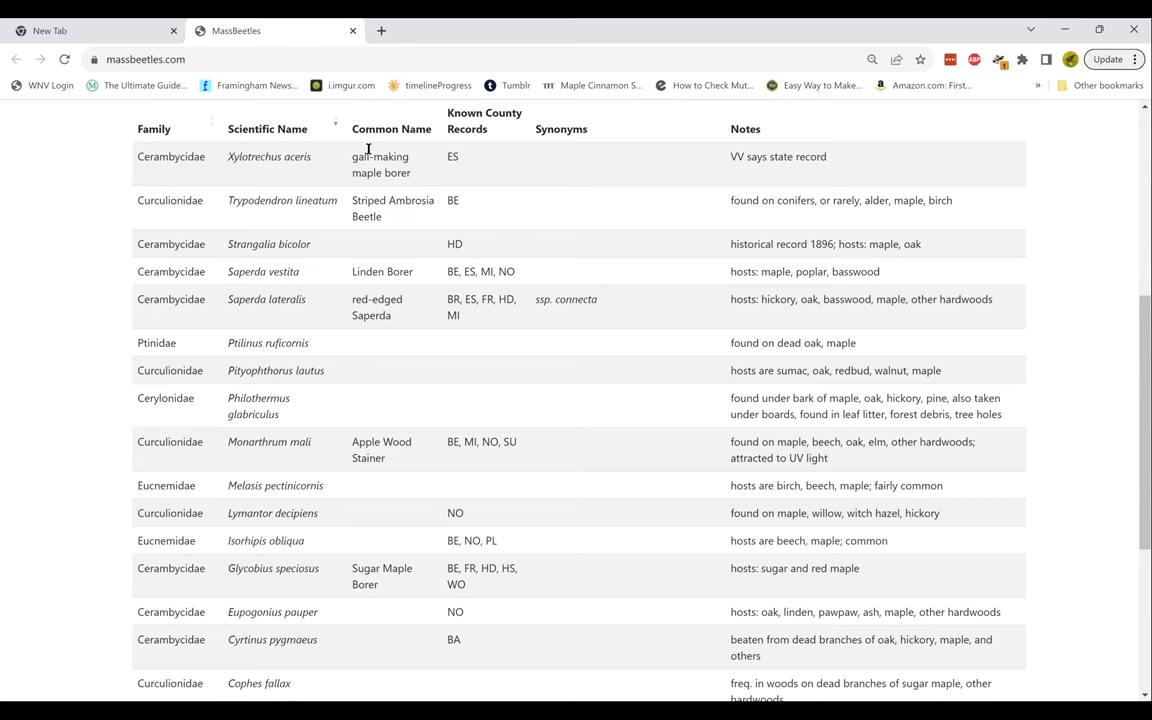 New Tab
MassBeetles
massbeetles.com
Update
WNV Login
The Ultimate Guide...
Framingham News...
i.imgur.com
timelineProgress
Tumblr
Maple Cinnamon S...
How to Check Mut...
Easy Way to Make...
Amazon.com: First...
»
Other bookmarks
Family Scientific Name Common Name Known County Records Synonyms Notes
Cerambycidae Xylotrechus aceris gall-making ES VV says state record
maple borer
Curculionidae Trypodendron lineatum Striped Ambrosia BE found on conifers, or rarely, alder, maple, birch
Beetle
Cerambycidae Strangalia bicolor HD historical record 1896; hosts: maple, oak
Cerambycidae Saperda vestita Linden Borer BE, ES, MI, NO hosts: maple, poplar, basswood
Cerambycidae Saperda lateralis red-edged BR, ES, FR, HD, ssp. connecta hosts: hickory, oak, basswood, maple, other hardwoods
Saperda MI
Ptinidae Ptilinus ruficornis found on dead oak, maple
Curculionidae Pityophthorus lautus hosts are sumac, oak, redbud, walnut, maple
Cerylonidae Philothermus found under bark of maple, oak, hickory, pine, also taken
glabriculus under boards, found in leaf litter, forest debris, tree holes
Curculionidae Monarthrum mali Apple Wood BE, MI, NO, SU found on maple, beech, oak, elm, other hardwoods;
Stainer attracted to UV light
Eucnemidae Melasis pectinicornis hosts are birch, beech, maple; fairly common
Curculionidae Lymantor decipiens NO found on maple, willow, witch hazel, hickory
Eucnemidae Isorhipis obliqua BE, NO, PL hosts are beech, maple; common
Cerambycidae Glycobius speciosus Sugar Maple BE, FR, HD, HS, hosts: sugar and red maple
Borer WO
Cerambycidae Eupogonius pauper NO hosts: oak, linden, pawpaw, ash, maple, other hardwoods
Cerambycidae Cyrtinus pygmaeus BA beaten from dead branches of oak, hickory, maple, and
others
Curculionidae Cophes fallax freq. in woods on dead branches of sugar maple, other
hardwoods